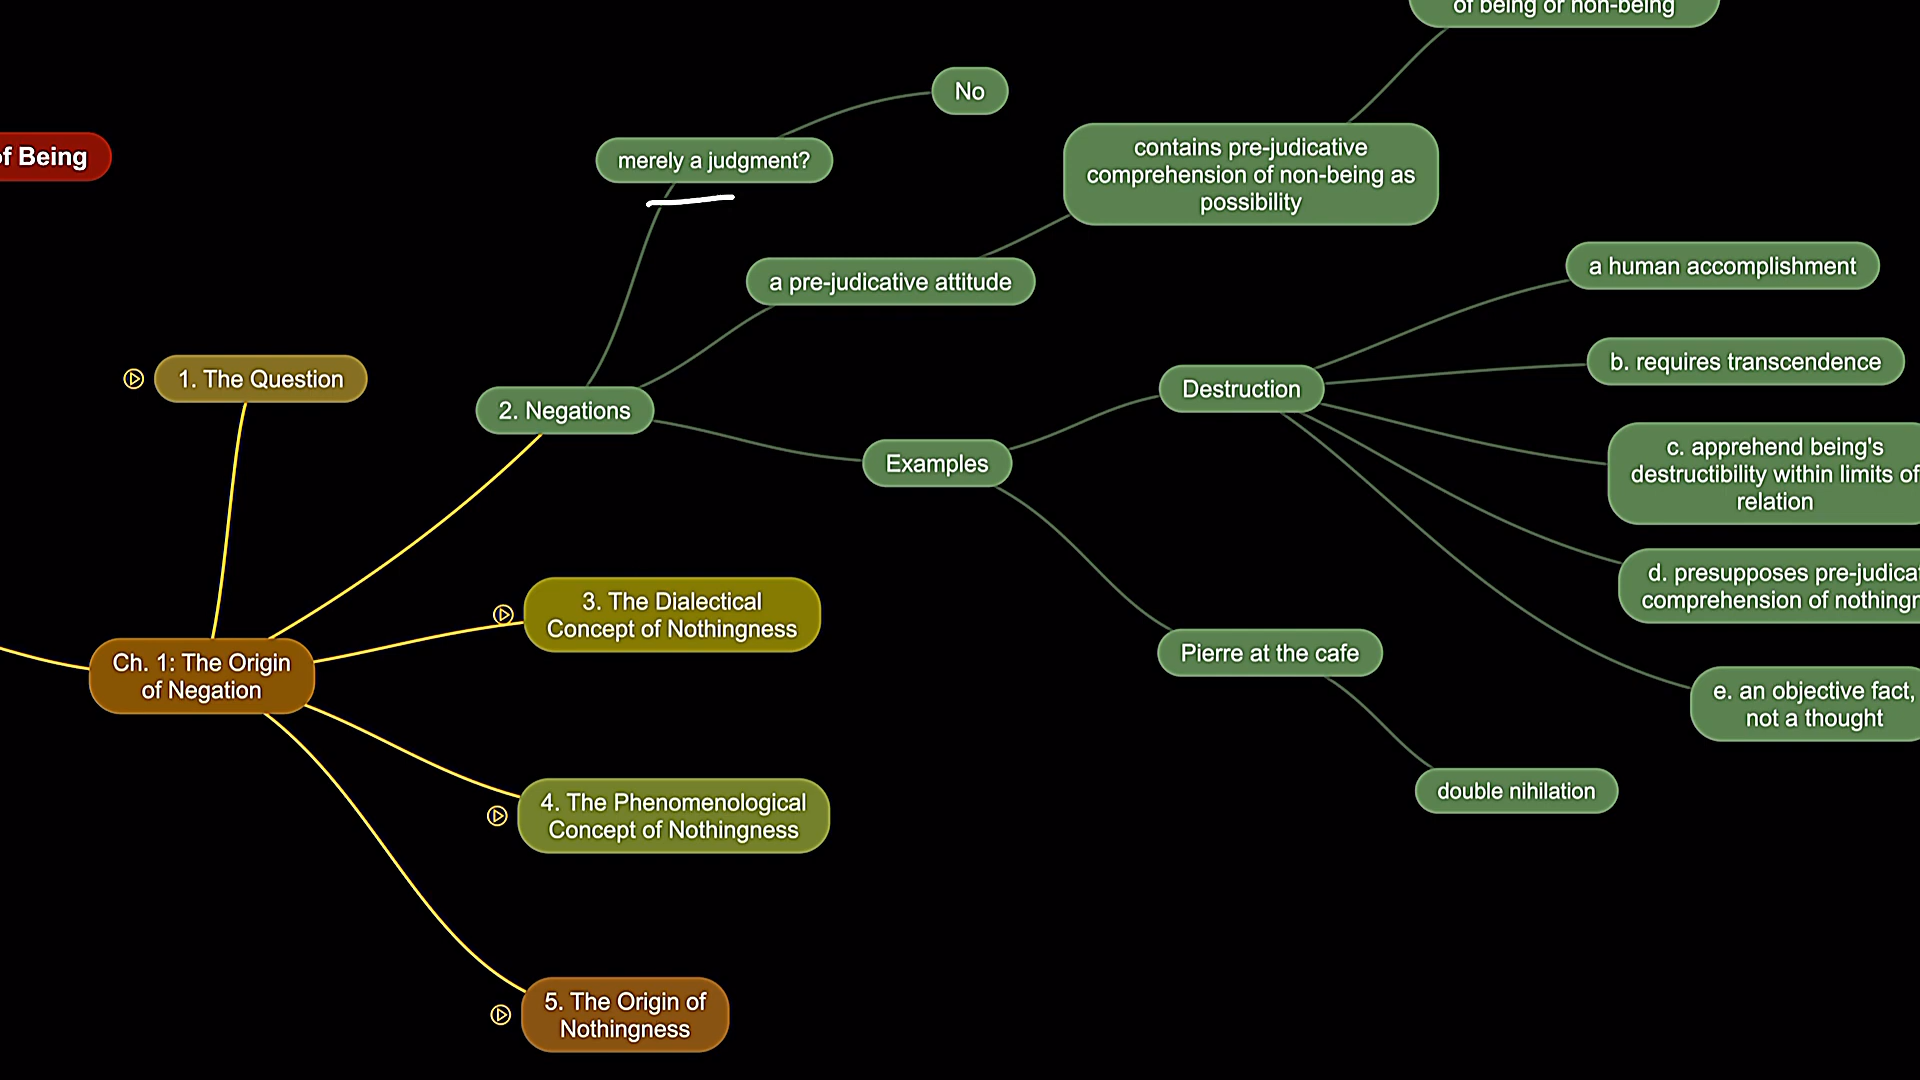 of being or non-being
No
of Being
merely a judgment?
contains pre-judicative
comprehension of non-being as
possibility
a pre-judicative attitude
a human accomplishment
b. requires transcendence
1. The Question
2. Negations
Destruction
Examples
c. apprehend being's
destructibility within limits of
relation
d. presupposes
comprehension of
3. The Dialectical
Concept of Nothingness
Ch. 1: The Origin
of Negation
Pierre at the cafe
e. an objective fact,
not a thought
4. The Phenomenological
Concept of Nothingness
double nihilation
5. The Origin of
Nothingness